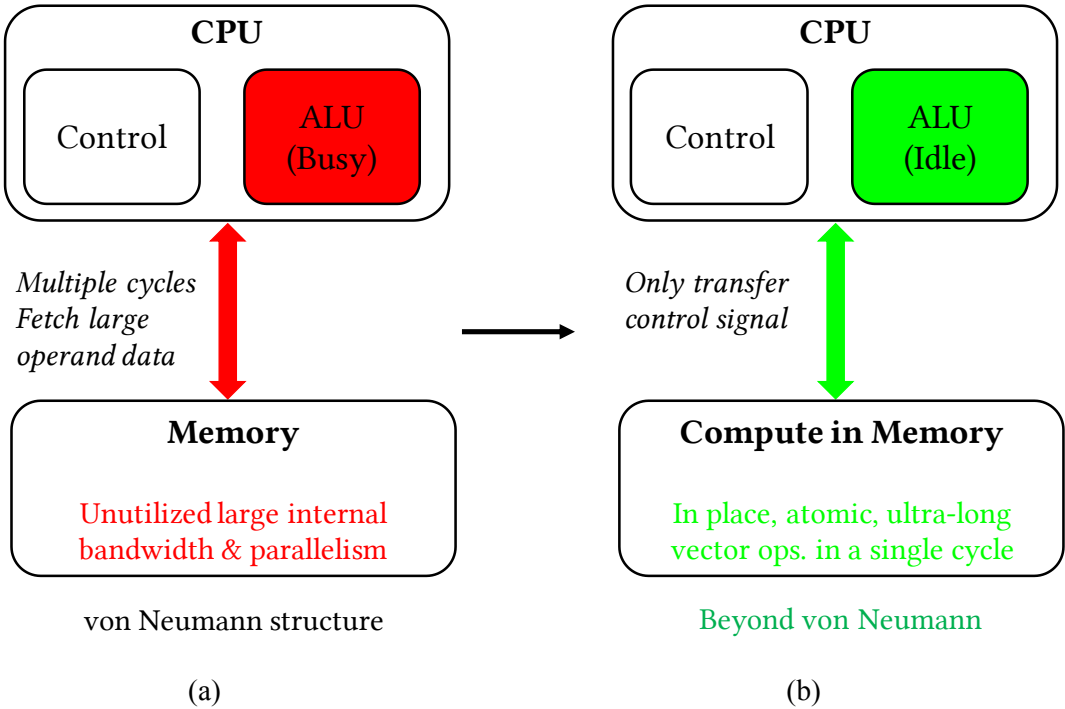 CPU
Control
ALU
(Busy)
Multiple cycles
Fetch large
operand data
Memory
Unutilized large internal
bandwidth & parallelism
von Neumann structure
(a)
CPU
Control
ALU
(Idle)
Only transfer
control signal
Compute in Memory
In place, atomic, ultra-long
vector ops. in a single cycle
Beyond von Neumann
(b)